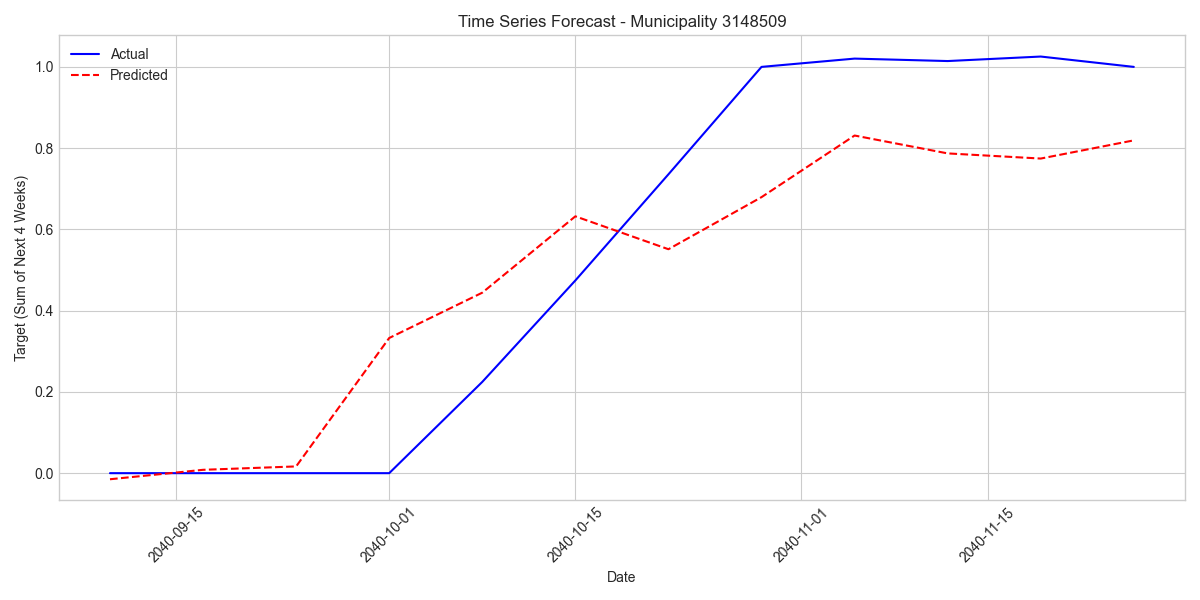 Time Series Forecast - Municipality 3148509
Actual
Predicted
Target (Sum of Next 4 Weeks)
1.0
0.8
0.6
0.4
0.2
0.0
2040-09-15
2040-10-01
2040-10-15
2040-11-01
2040-11-15
Date